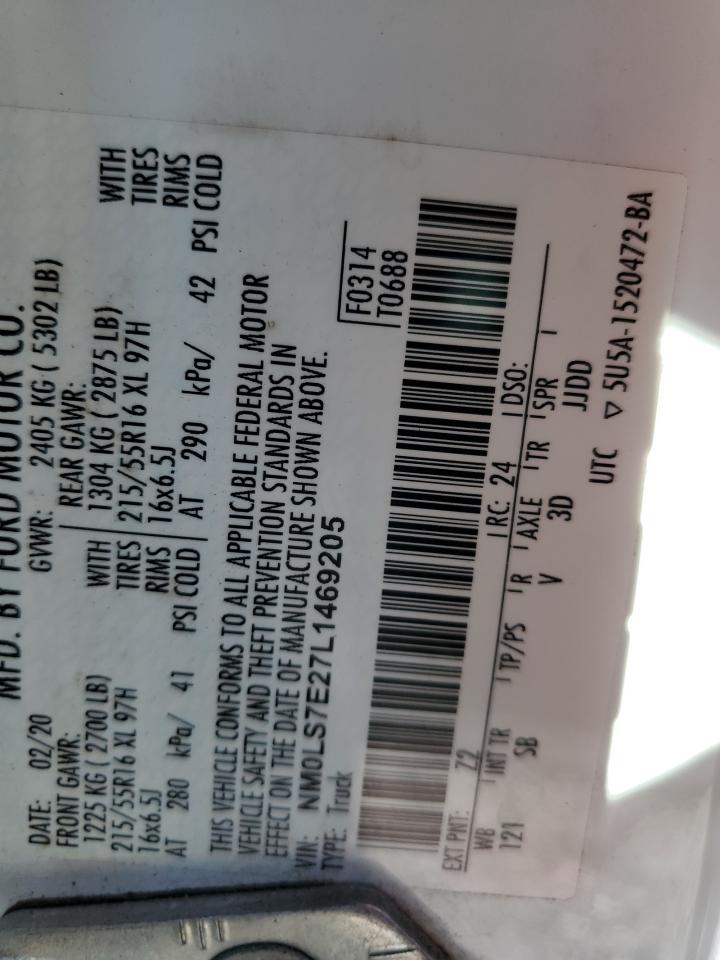 MFD. BY FORD MOTOR CO.
DATE: 02/20 GVWR: 2405 KG ( 5302 LB)
FRONT GAWR: REAR GAWR:
1225 KG ( 2700 LB) WITH 1304 KG ( 2875 LB) WITH
215/55R16 XL 97H TIRES 215/55R16 XL 97H TIRES
16x6.5J RIMS 16x6.5J RIMS
AT 280 kPa/ 41 PSI COLD AT 290 kPa/ 42 PSI COLD
THIS VEHICLE CONFORMS TO ALL APPLICABLE FEDERAL MOTOR
VEHICLE SAFETY AND THEFT PREVENTION STANDARDS IN
EFFECT ON THE DATE OF MANUFACTURE SHOWN ABOVE.
VIN: NM0LS7E27L1469205
TYPE: Truck
F0314
T0688
EXT PNT: Z2 RC: 24 DSO:
WB INT TR TP/PS R AXLE TR SPR
121 SB V 3D JJDD
UTC ▽ 5U5A-1520472-BA